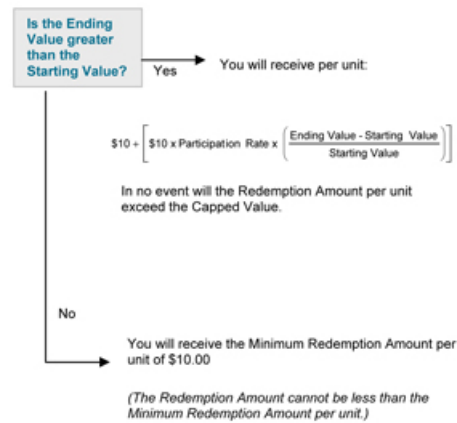 Is the Ending
Value greater
than the
Starting Value?
Yes
You will receive per unit:
$10 + [ $10 x Participation Rate x ( Ending Value - Starting Value / Starting Value ) ]
In no event will the Redemption Amount per unit
exceed the Capped Value.
No
You will receive the Minimum Redemption Amount per
unit of $10.00
(The Redemption Amount cannot be less than the
Minimum Redemption Amount per unit.)